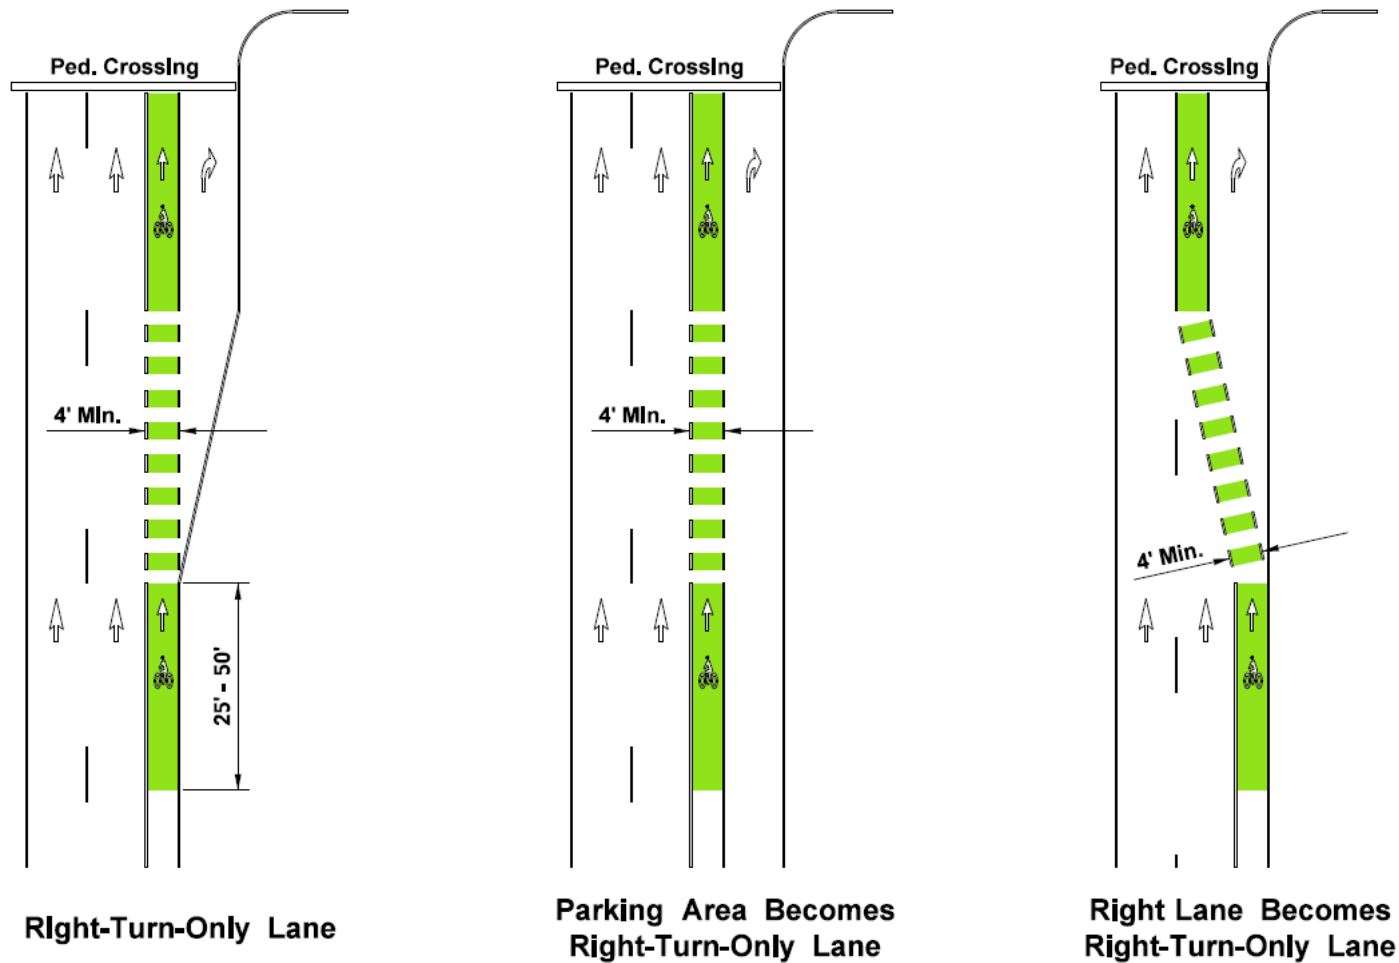 Ped. Crossing
4' Min.
25' - 50'
Right-Turn-Only Lane
Ped. Crossing
4' Min.
Parking Area Becomes
Right-Turn-Only Lane
Ped. Crossing
4' Min.
Right Lane Becomes
Right-Turn-Only Lane